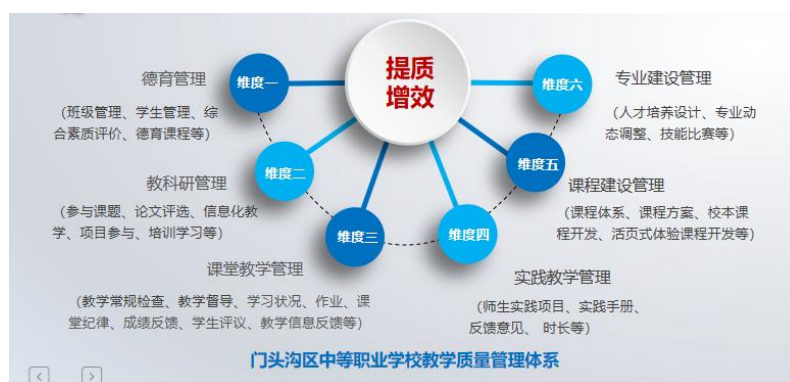 提质
增效
维度一
德育管理
（班级管理、学生管理、综
合素质评价、德育课程等）
维度二
教科研管理
（参与课题、论文评选、信息化教
学、项目参与、培训学习等）
维度三
课堂教学管理
（教学常规检查、教学督导、学习状况、作业、课
堂纪律、成绩反馈、学生评议、教学信息反馈等）
维度四
实践教学管理
（师生实践项目、实践手册、
反馈意见、 时长等）
维度五
课程建设管理
（课程体系、课程方案、校本课
程开发、活页式体验课程开发等）
维度六
专业建设管理
（人才培养设计、专业动
态调整、技能比赛等）
门头沟区中等职业学校教学质量管理体系